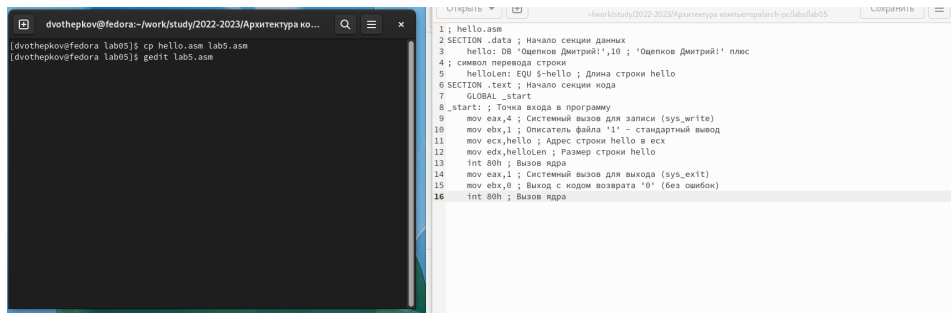 dvothepkov@fedora:~/work/study/2022-2023/Архитектура ко...
[dvothepkov@fedora lab05]$ cp hello.asm lab5.asm
[dvothepkov@fedora lab05]$ gedit lab5.asm
Открыть
~/work/study/2022-2023/Архитектура компьютера/arch-pc/labs/lab05
Сохранить
1 ; hello.asm
2 SECTION .data ; Начало секции данных
3 hello: DB 'Ощепков Дмитрий!',10 ; 'Ощепков Дмитрий!' плюс
4 ; символ перевода строки
5 helloLen: EQU $-hello ; Длина строки hello
6 SECTION .text ; Начало секции кода
7 GLOBAL _start
8 _start: ; Точка входа в программу
9 mov eax,4 ; Системный вызов для записи (sys_write)
10 mov ebx,1 ; Описатель файла '1' - стандартный вывод
11 mov ecx,hello ; Адрес строки hello в ecx
12 mov edx,helloLen ; Размер строки hello
13 int 80h ; Вызов ядра
14 mov eax,1 ; Системный вызов для выхода (sys_exit)
15 mov ebx,0 ; Выход с кодом возврата '0' (без ошибок)
16 int 80h ; Вызов ядра